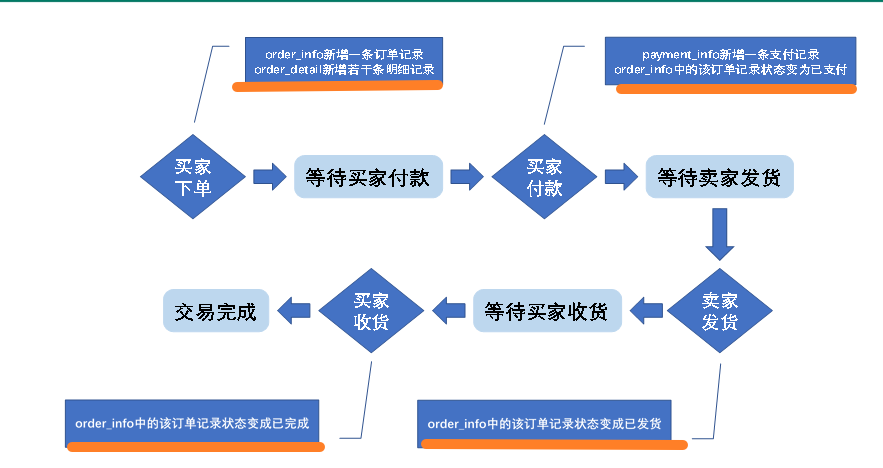 order_info新增一条订单记录
order_detail新增若干条明细记录
payment_info新增一条支付记录
order_info中的该订单记录状态变为已支付
买家
下单
等待买家付款
买家
付款
等待卖家发货
卖家
发货
等待买家收货
买家
收货
交易完成
order_info中的该订单记录状态变成已完成
order_info中的该订单记录状态变成已发货